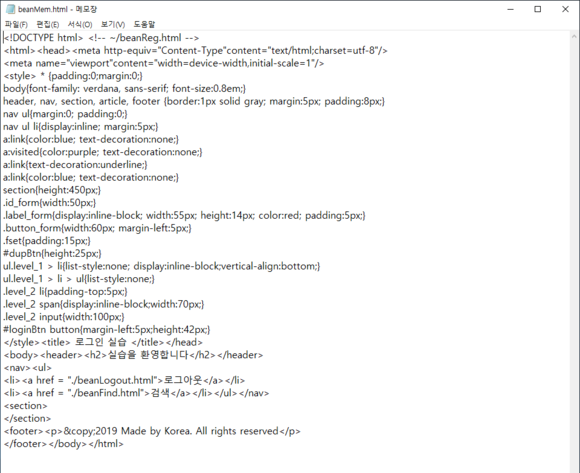 beanMem.html - 메모장
파일(F) 편집(E) 서식(O) 보기(V) 도움말
<!DOCTYPE html> <!-- ~/beanReg.html -->
<html><head><meta http-equiv="Content-Type"content="text/html;charset=utf-8"/>
<meta name="viewport"content="width=device-width,initial-scale=1"/>
<style> * {padding:0;margin:0;}
body{font-family: verdana, sans-serif; font-size:0.8em;}
header, nav, section, article, footer {border:1px solid gray; margin:5px; padding:8px;}
nav ul{margin:0; padding:0;}
nav ul li{display:inline; margin:5px;}
a:link{color:blue; text-decoration:none;}
a:visited{color:purple; text-decoration:none;}
a:link{text-decoration:underline;}
a:link{color:blue; text-decoration:none;}
section{height:450px;}
.id_form{width:50px;}
.label_form{display:inline-block; width:55px; height:14px; color:red; padding:5px;}
.button_form{width:60px; margin-left:5px;}
.fset{padding:15px;}
#dupBtn{height:25px;}
ul.level_1 > li{list-style:none; display:inline-block;vertical-align:bottom;}
ul.level_1 > li > ul{list-style:none;}
.level_2 li{padding-top:5px;}
.level_2 span{display:inline-block;width:70px;}
.level_2 input{width:100px;}
#loginBtn button{margin-left:5px;height:42px;}
</style><title> 로그인 실습 </title></head>
<body><header><h2>실습을 환영합니다</h2></header>
<nav><ul>
<li><a href = "./beanLogout.html">로그아웃</a></li>
<li><a href = "./beanFind.html">검색</a></li></ul></nav>
<section>
</section>
<footer><p>&copy;2019 Made by Korea. All rights reserved</p>
</footer></body></html>